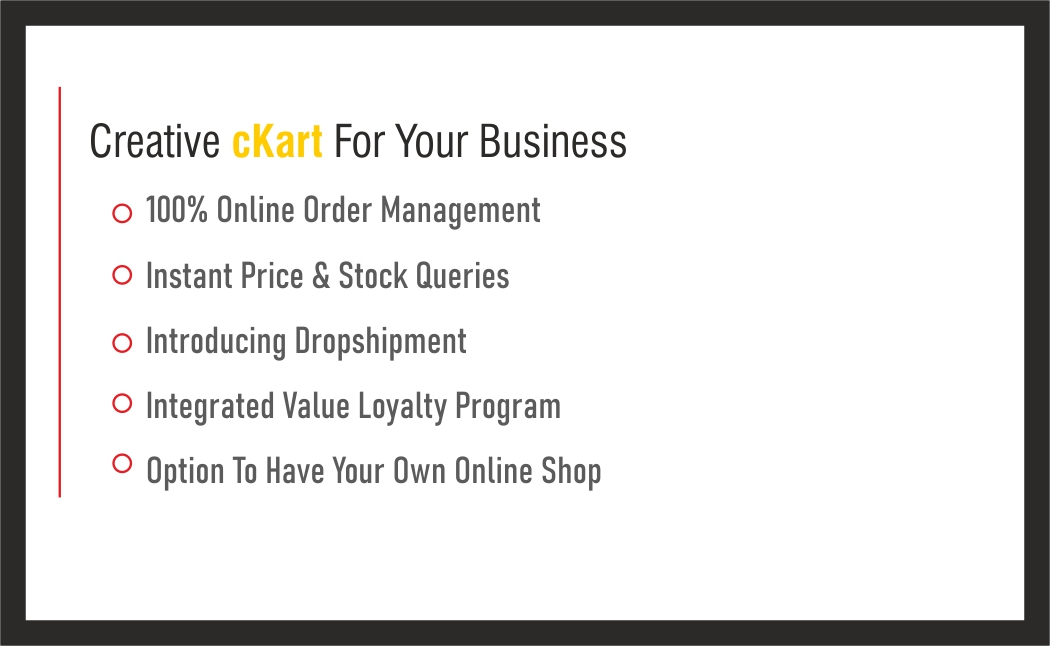 Creative cKart For Your Business
100% Online Order Management
Instant Price & Stock Queries
Introducing Dropshipment
Integrated Value Loyalty Program
Option To Have Your Own Online Shop